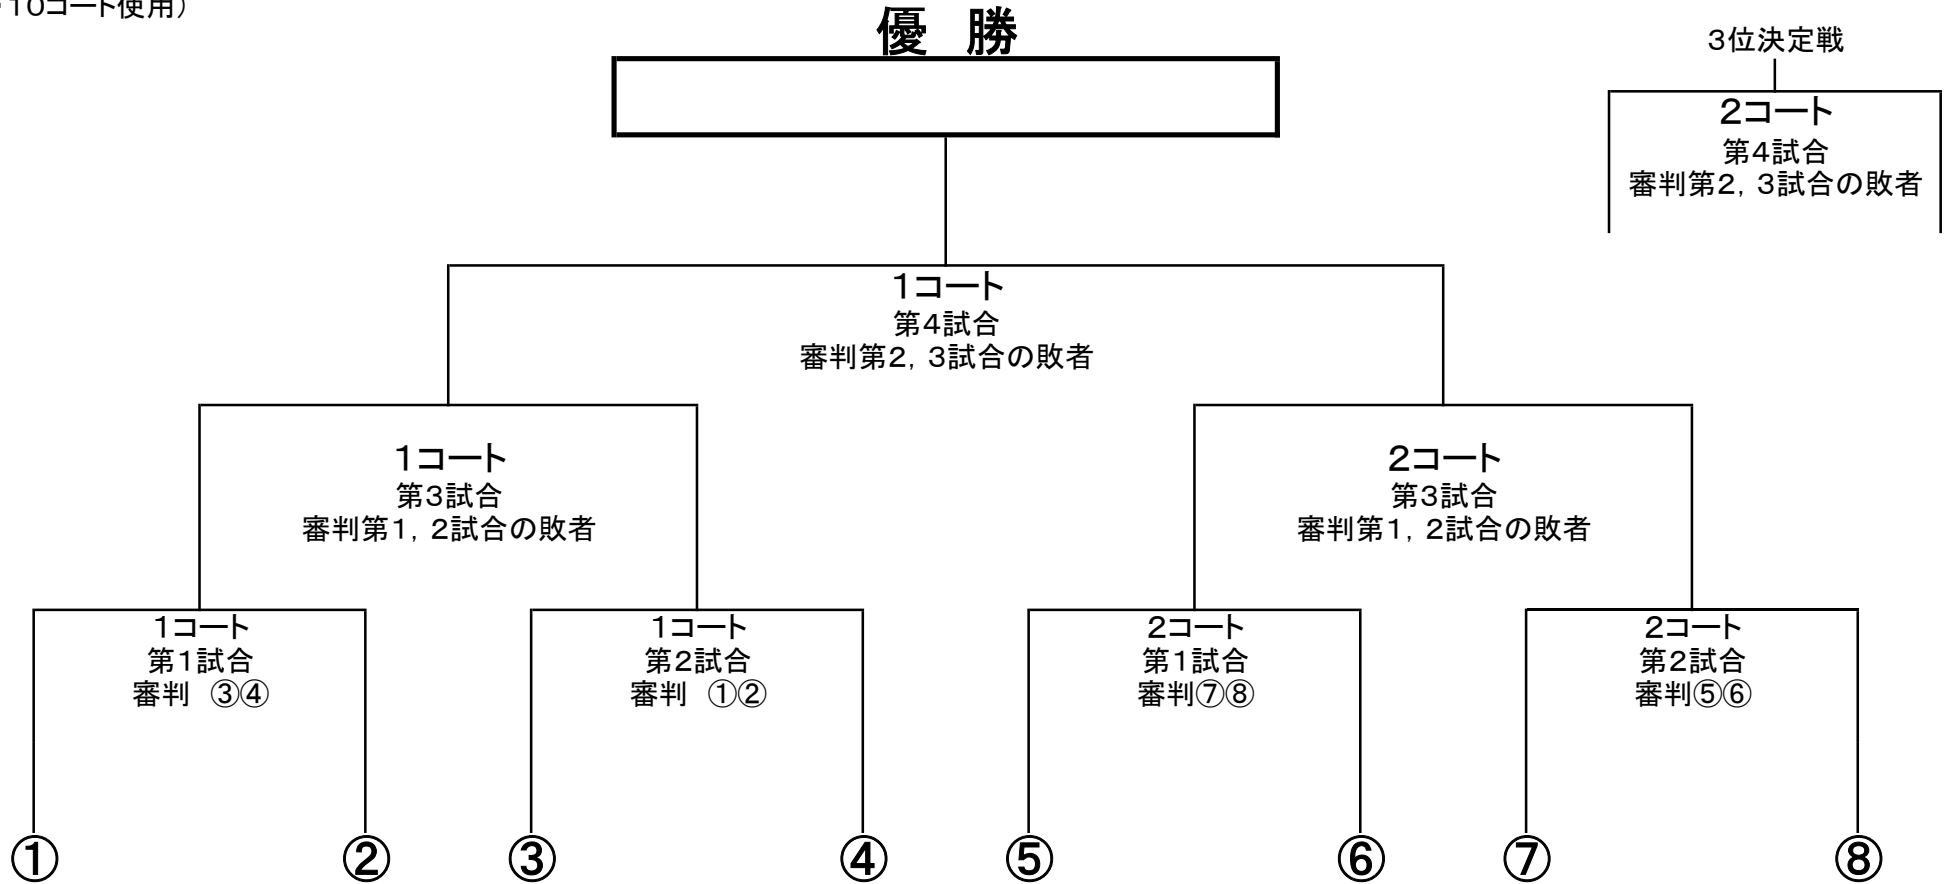 10コート使用）
優　勝
3位決定戦
2コート
第4試合
審判第2，3試合の敗者
1コート
第4試合
審判第2，3試合の敗者
1コート
第3試合
審判第1，2試合の敗者
2コート
第3試合
審判第1，2試合の敗者
1コート
第1試合
審判　③④
1コート
第2試合
審判　①②
2コート
第1試合
審判⑦⑧
2コート
第2試合
審判⑤⑥
① ② ③ ④ ⑤ ⑥ ⑦ ⑧